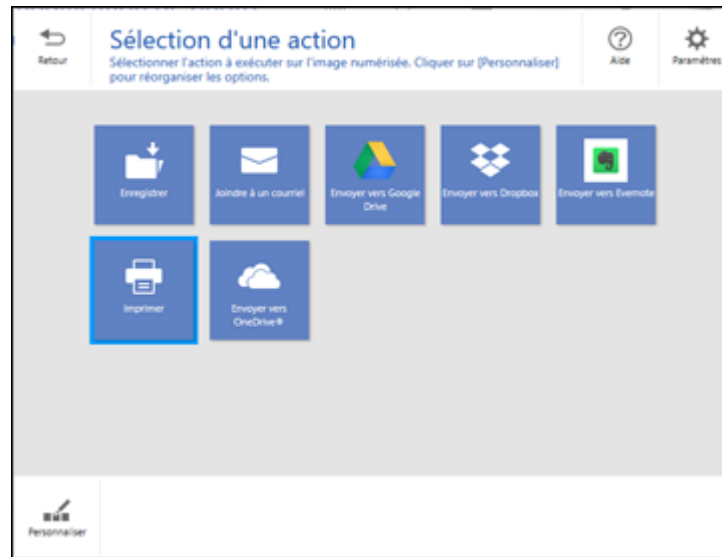 Retour
Sélection d'une action
Sélectionner l'action à exécuter sur l'image numérisée. Cliquer sur [Personnaliser]
pour réorganiser les options.
Aide
Paramètres
Enregistrer
Joindre à un courriel
Envoyer vers Google
Drive
Envoyer vers Dropbox
Envoyer vers Evernote
Imprimer
Envoyer vers
OneDrive®
Personnaliser